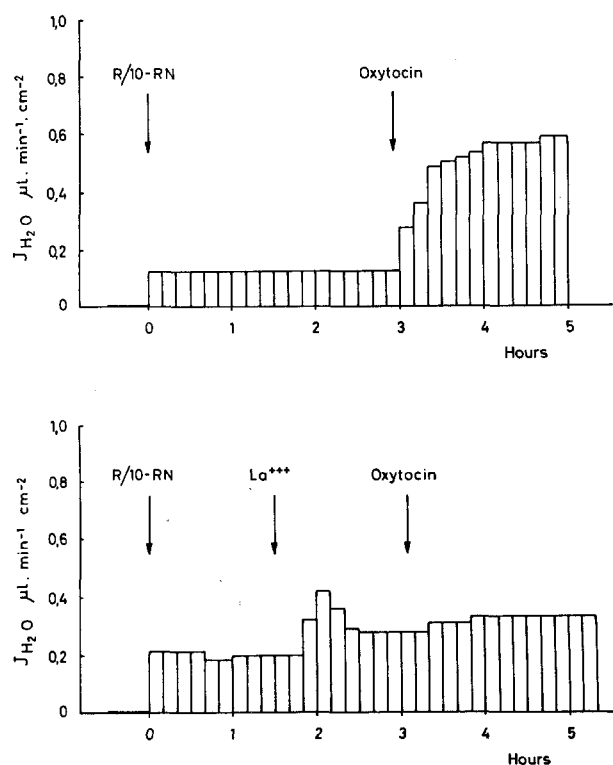 1,0
R/10-RN Oxytocin
0,8
0,6
0,4
0,2
0
J H₂O µL. min⁻¹. cm⁻²
0 1 2 3 4 5
Hours
1,0
R/10-RN La⁺⁺⁺ Oxytocin
0,8
0,6
0,4
0,2
0
J H₂O µL. min⁻¹ cm⁻²
0 1 2 3 4 5
Hours